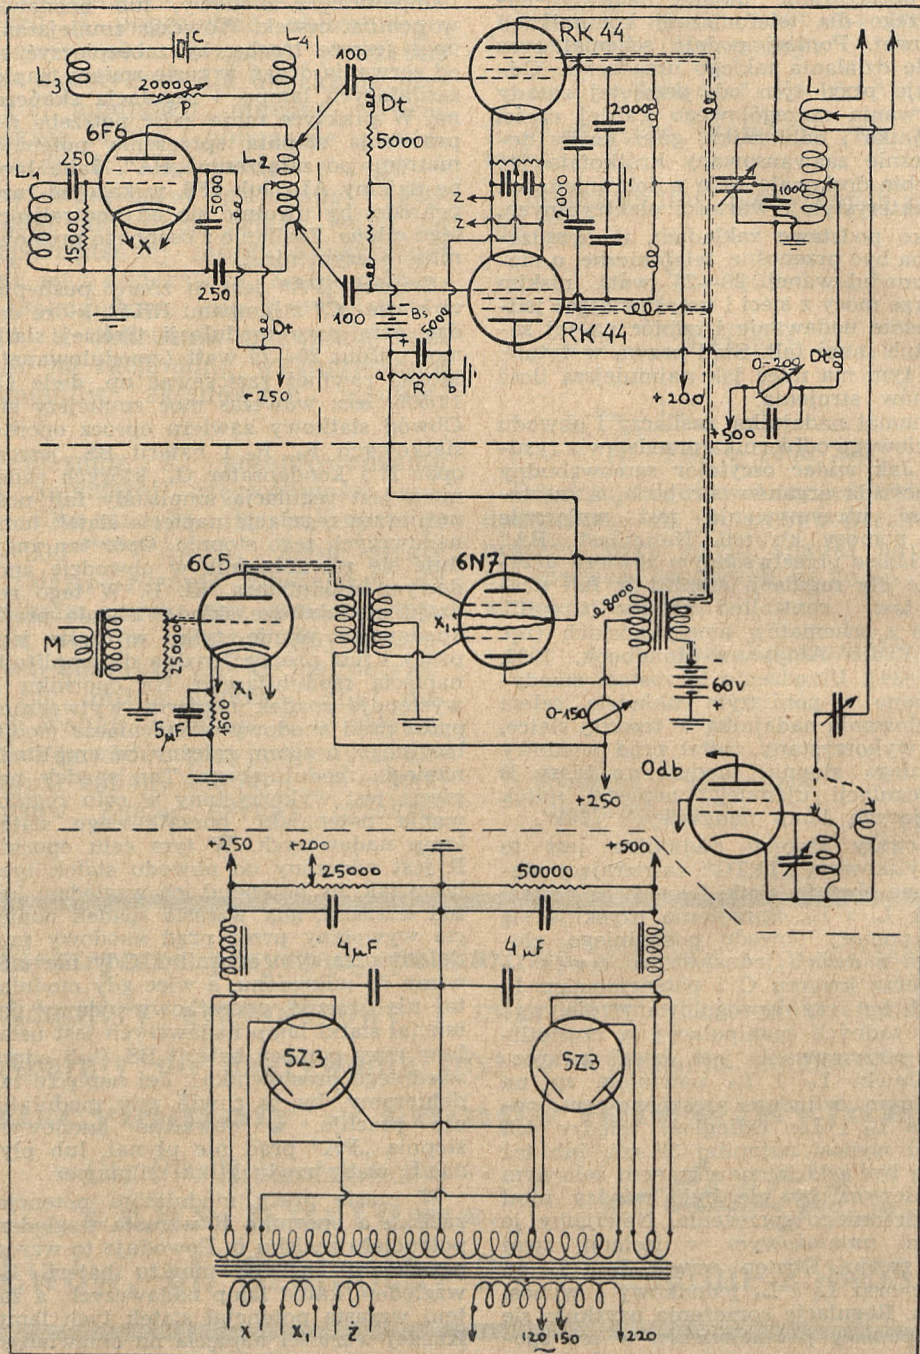 C
L3
L4
20000
P
100
RK 44
6F6
Dt
5000
2000
L
L2
L1
250
5000
1000
15000
X
Z
Z
2000
250
100
Bs
5000
Dt
a
R
b
RK 44
0-200
Dt
+250
+200
+500
6C5
6N7
M
X1
8000
5µF
1500
X1
0-150
60V
+250
Odb
+250
+200
+500
25000
50000
4µF
4µF
5Z3
5Z3
X
X1
Z
120
150
220